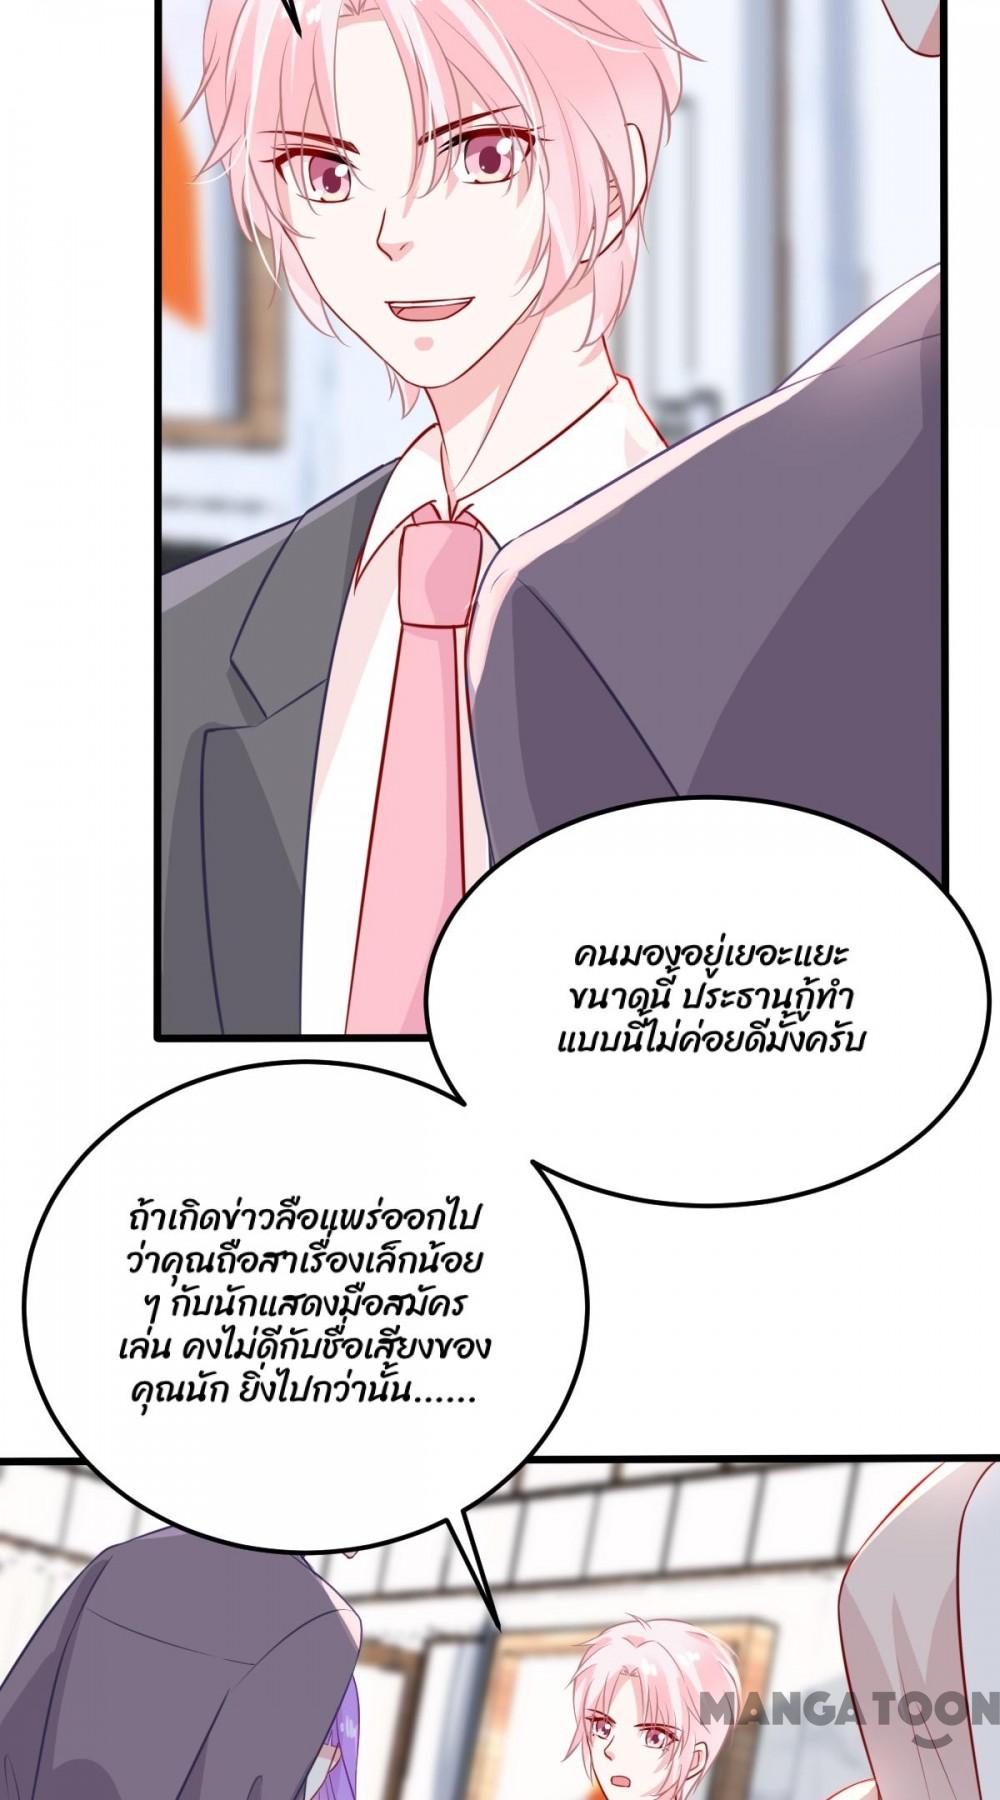 คนมองอยู่เยอะแยะ
ขนาดนี้ ประธานกู้ทำ
แบบนี้ไม่ค่อยดีมั้งครับ
ถ้าเกิดข่าวลือแพร่ออกไป
ว่าคุณถือสาเรื่องเล็กน้อย
ๆ กับนักแสดงมือสมัคร
เล่น คงไม่ดีกับชื่อเสียงของ
คุณนัก ยิ่งไปกว่านั้น......
MANGATOON